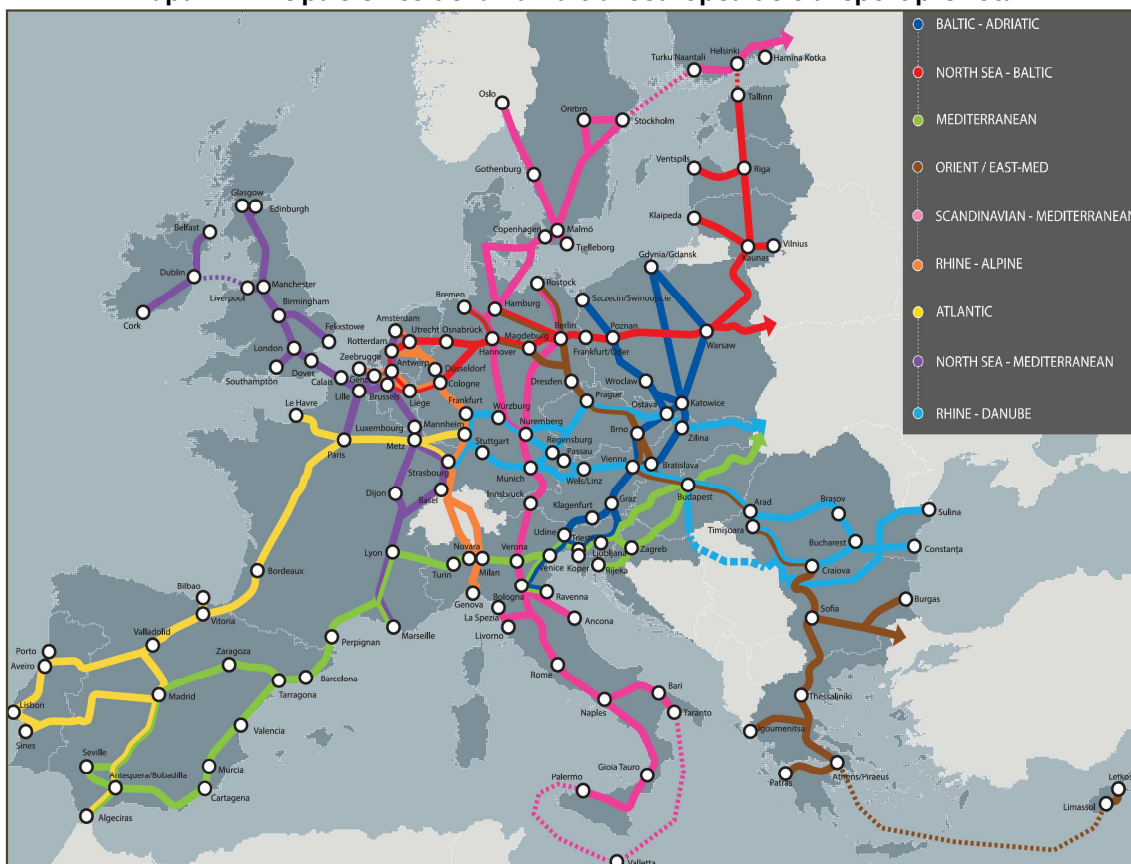 BALTIC - ADRIATIC
NORTH SEA - BALTIC
MEDITERRANEAN
ORIENT / EAST-MED
SCANDINAVIAN - MEDITERRANEAN
RHINE - ALPINE
ATLANTIC
NORTH SEA - MEDITERRANEAN
RHINE - DANUBE
Helsinki
Turku Naantali
Hamina Kotka
Tallinn
Oslo
Örebro
Stockholm
Ventspils
Riga
Gothenburg
Glasgow
Edinburgh
Klaipeda
Belfast
Copenhagen
Malmö
Trelleborg
Vilnius
Kaunas
Gdynia/Gdansk
Dublin
Liverpool
Manchester
Rostock
Szczecin/Swinoujscie
Birmingham
Bremen
Hamburg
Cork
Felixstowe
Amsterdam
Utrecht
Osnabrück
Magdeburg
Berlin
Poznan
Rotterdam
Hannover
Frankfurt/Oder
Warsaw
London
Zeebrugge
Antwerp
Düsseldorf
Dover
Southampton
Calais
Gent
Cologne
Dresden
Wroclaw
Lille
Brussels
Liege
Prague
Katowice
Le Havre
Frankfurt
Würzburg
Ostava
Luxembourg
Mannheim
Nuremberg
Brno
Zilina
Paris
Metz
Stuttgart
Regensburg
Passau
Strasbourg
Munich
Wels/Linz
Vienna
Bratislava
Dijon
Basel
Innsbruck
Budapest
Klagenfurt
Graz
Arad
Braşov
Sulina
Timişoara
Udine
Lyon
Novara
Verona
Trieste
Ljubljana
Zagreb
Bucharest
Constanţa
Turin
Milan
Venice
Koper
Rijeka
Craiova
Bordeaux
Genova
Bologna
Ravenna
Bilbao
La Spezia
Burgas
Vitoria
Marseille
Livorno
Ancona
Sofia
Valladolid
Perpignan
Porto
Zaragoza
Aveiro
Barcelona
Rome
Madrid
Tarragona
Bari
Thessaliniki
Lisbon
Naples
Taranto
Sines
Valencia
Igoumenitsa
Seville
Murcia
Gioia Tauro
Antequera/Bobadilla
Palermo
Patras
Athens/Piraeus
Cartagena
Limassol
Algeciras
Valletta